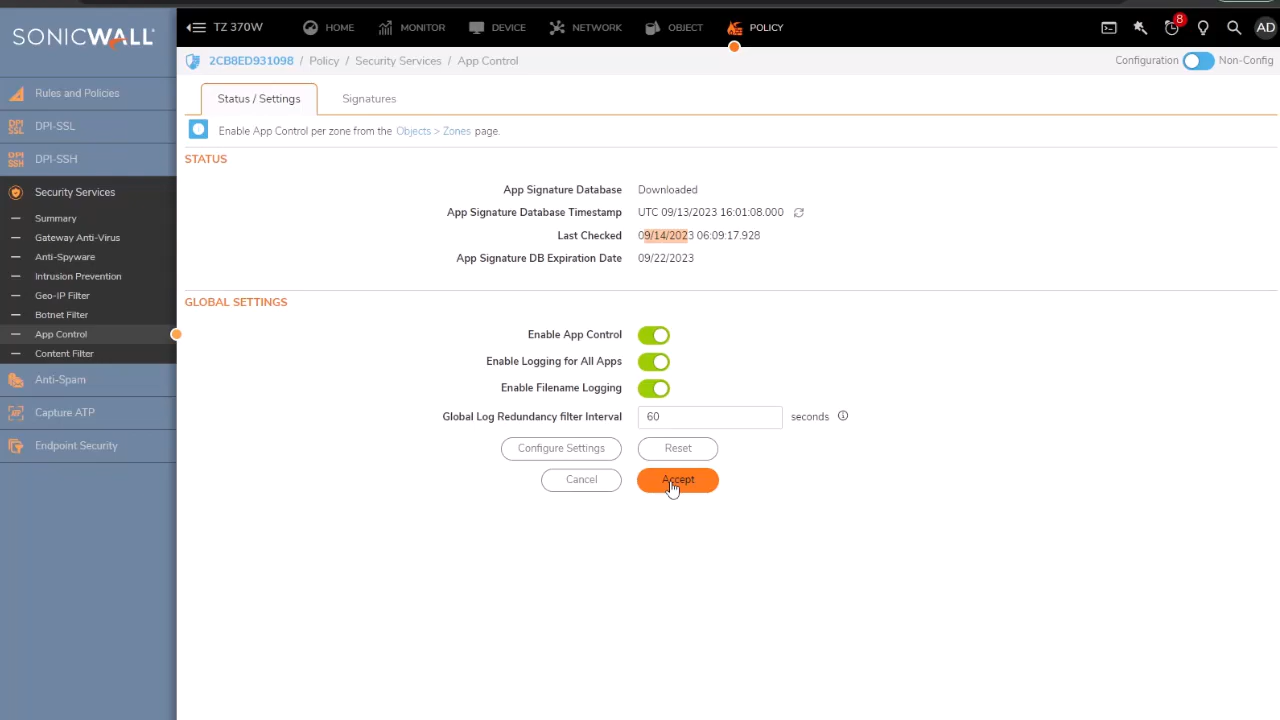 SONICWALL
TZ 370W
HOME
MONITOR
DEVICE
NETWORK
OBJECT
POLICY
8
AD
2CB8ED931098 / Policy / Security Services / App Control
Configuration
Non-Config
Rules and Policies
DPI-SSL
DPI-SSH
Security Services
Summary
Gateway Anti-Virus
Anti-Spyware
Intrusion Prevention
Geo-IP Filter
Botnet Filter
App Control
Content Filter
Anti-Spam
Capture ATP
Endpoint Security
Status / Settings
Signatures
Enable App Control per zone from the Objects > Zones page.
STATUS
App Signature Database Downloaded
App Signature Database Timestamp UTC 09/13/2023 16:01:08.000
Last Checked 09/14/2023 06:09:17.928
App Signature DB Expiration Date 09/22/2023
GLOBAL SETTINGS
Enable App Control
Enable Logging for All Apps
Enable Filename Logging
Global Log Redundancy filter Interval 60 seconds
Configure Settings Reset
Cancel Accept